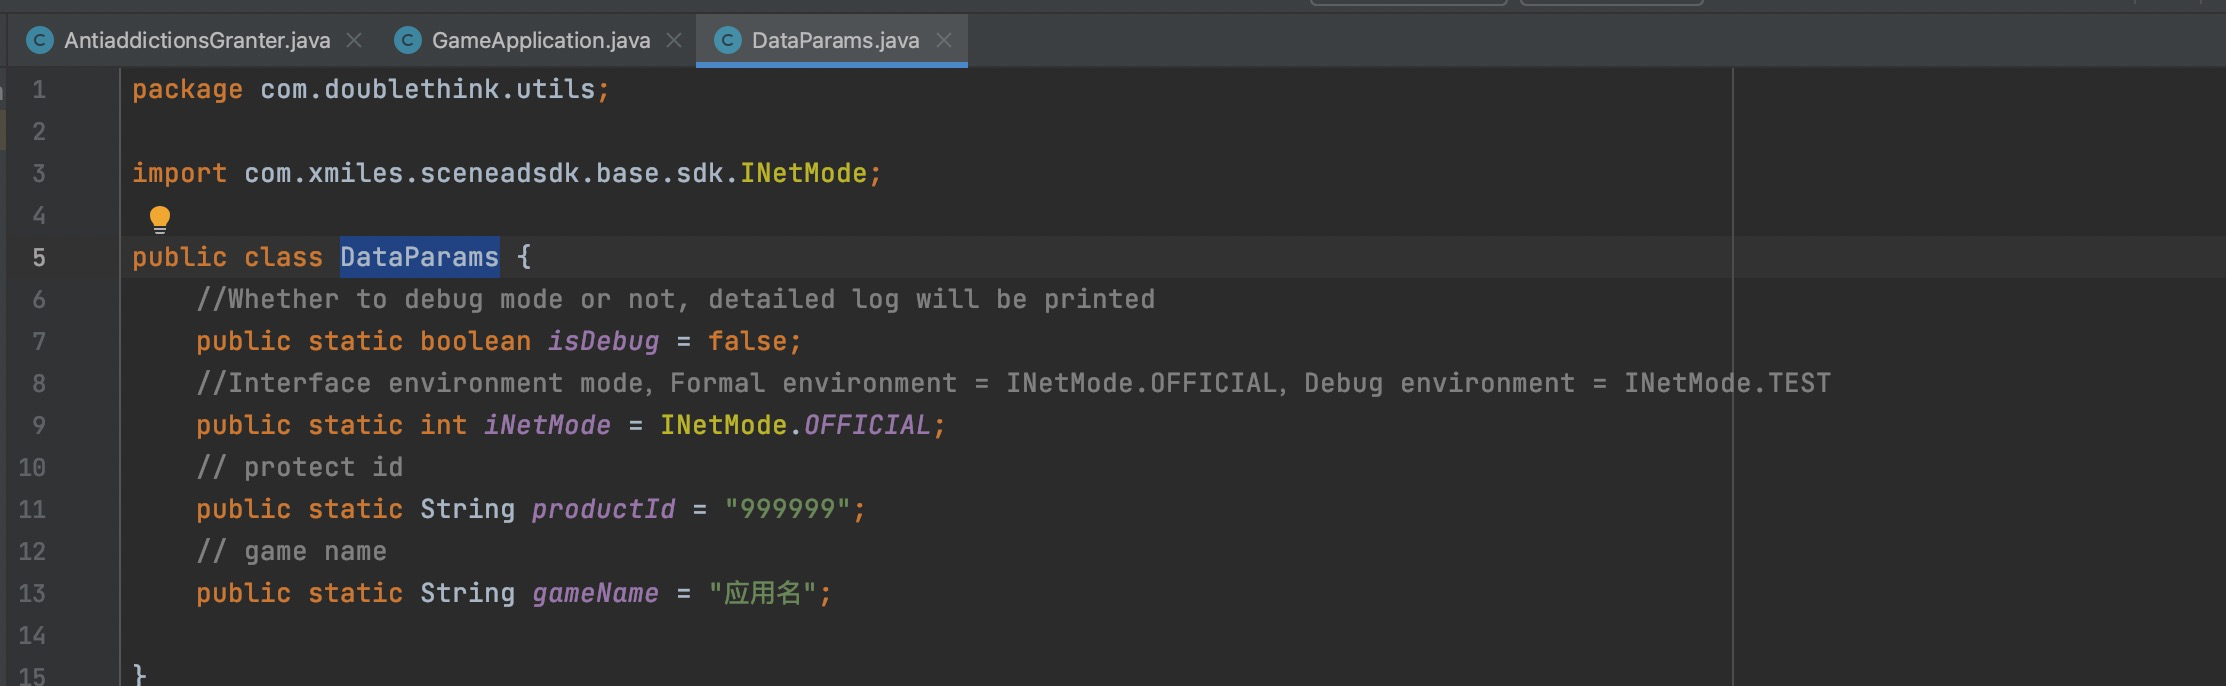 AntiaddictionsGranter.java GameApplication.java DataParams.java
1 package com.doublethink.utils;
2
3 import com.xmiles.sceneadsdk.base.sdk.INetMode;
4
5 public class DataParams {
6 //Whether to debug mode or not, detailed log will be printed
7 public static boolean isDebug = false;
8 //Interface environment mode, Formal environment = INetMode.OFFICIAL, Debug environment = INetMode.TEST
9 public static int iNetMode = INetMode.OFFICIAL;
10 // protect id
11 public static String productId = "999999";
12 // game name
13 public static String gameName = "应用名";
14
15 }